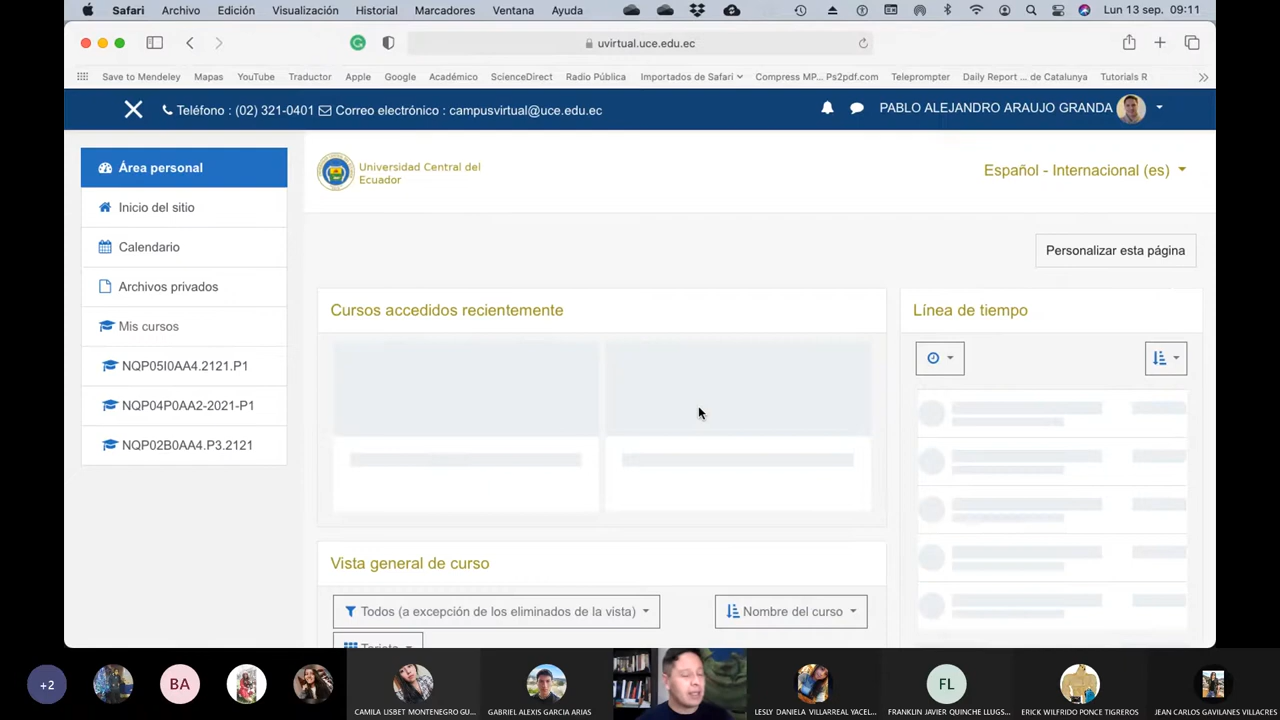 Safari Archivo Edición Visualización Historial Marcadores Ventana Ayuda Lun 13 sep. 09:11
uvirtual.uce.edu.ec
Save to Mendeley Mapas YouTube Traductor Apple Google Académico ScienceDirect Radio Pública Importados de Safari Compress MP... Ps2pdf.com Teleprompter Daily Report ... de Catalunya Tutorials R
Teléfono : (02) 321-0401 Correo electrónico : campusvirtual@uce.edu.ec PABLO ALEJANDRO ARAUJO GRANDA
Área personal
Inicio del sitio
Calendario
Archivos privados
Mis cursos
NQP05I0AA4.2121.P1
NQP04P0AA2-2021-P1
NQP02B0AA4.P3.2121
Universidad Central del
Ecuador
Español - Internacional (es)
Personalizar esta página
Cursos accedidos recientemente
Línea de tiempo
Vista general de curso
Todos (a excepción de los eliminados de la vista) Nombre del curso
Tarjeta
+2 BA FL
CAMILA LISBET MONTENEGRO GU... GABRIEL ALEXIS GARCIA ARIAS LESLY DANIELA VILLARREAL YACEL... FRANKLIN JAVIER QUINCHE LLUGS... ERICK WILFRIDO PONCE TIGREROS JEAN CARLOS GAVILANES VILLACRES